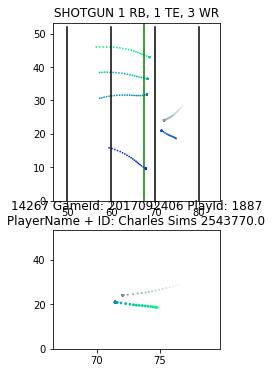 SHOTGUN 1 RB, 1 TE, 3 WR
50
40
30
20
10
0
50 60 70 80
14267 GameId: 2017092406 PlayId: 1887
PlayerName + ID: Charles Sims 2543770.0
40
20
0
70 75